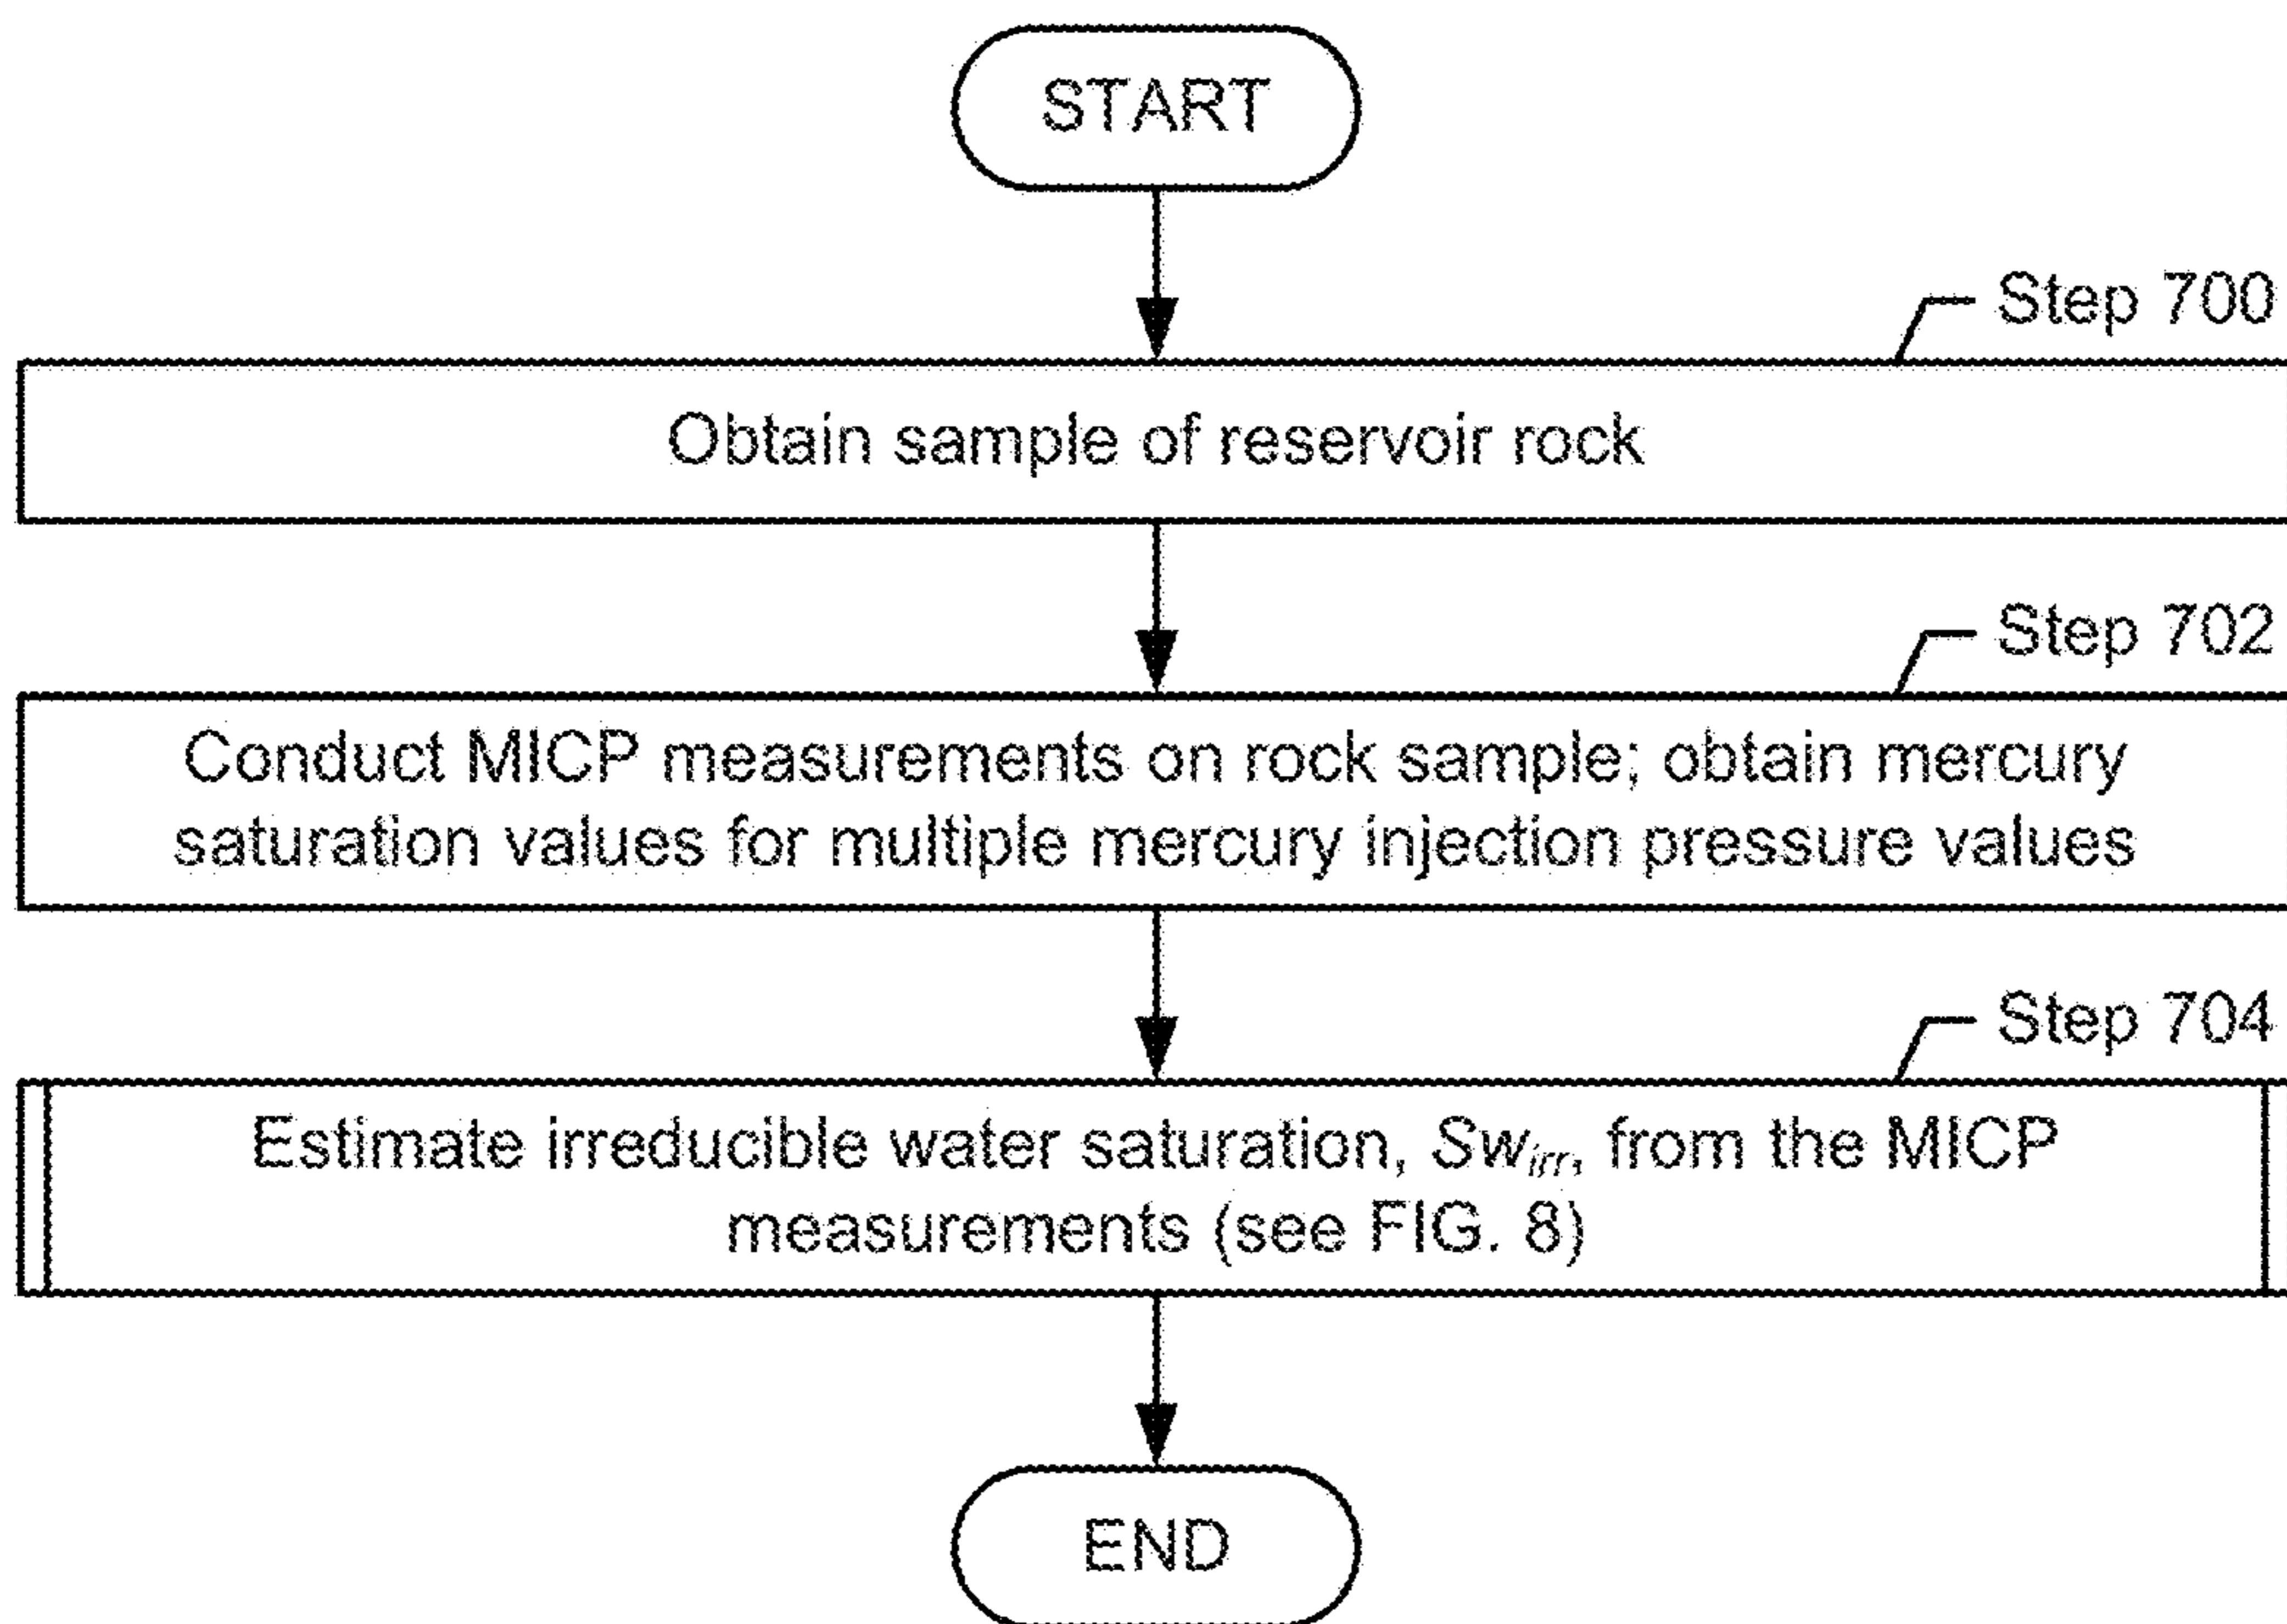 START
Step 700
Obtain sample of reservoir rock
Step 702
Conduct MICP measurements on rock sample; obtain mercury
saturation values for multiple mercury injection pressure values
Step 704
Estimate irreducible water saturation, Swirr, from the MICP
measurements (see FIG. 8)
END